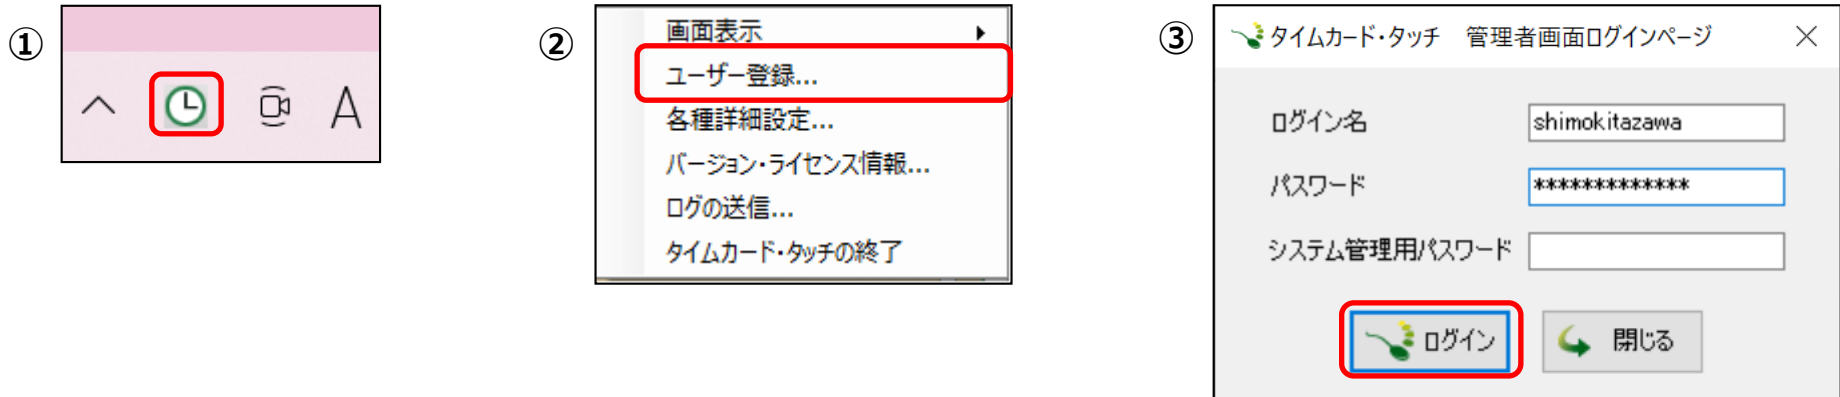 ①
A
②
画面表示
ユーザー登録...
各種詳細設定...
バージョン・ライセンス情報...
ログの送信...
タイムカード・タッチの終了
③
タイムカード・タッチ 管理者画面ログインページ
ログイン名 shimokitazawa
パスワード *************
システム管理用パスワード
ログイン 閉じる